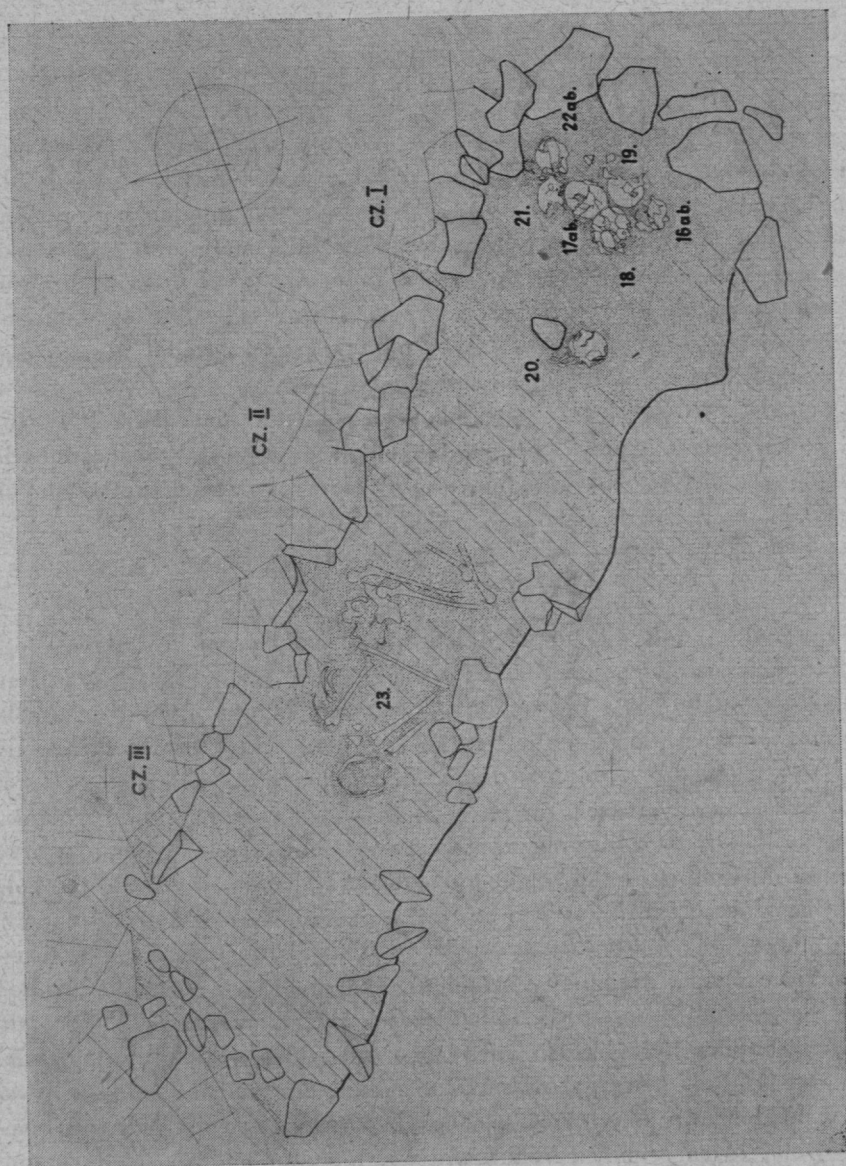 CZ. I
CZ. II
CZ. III
22ab.
19.
21.
17ab.
16ab.
18.
20.
23.